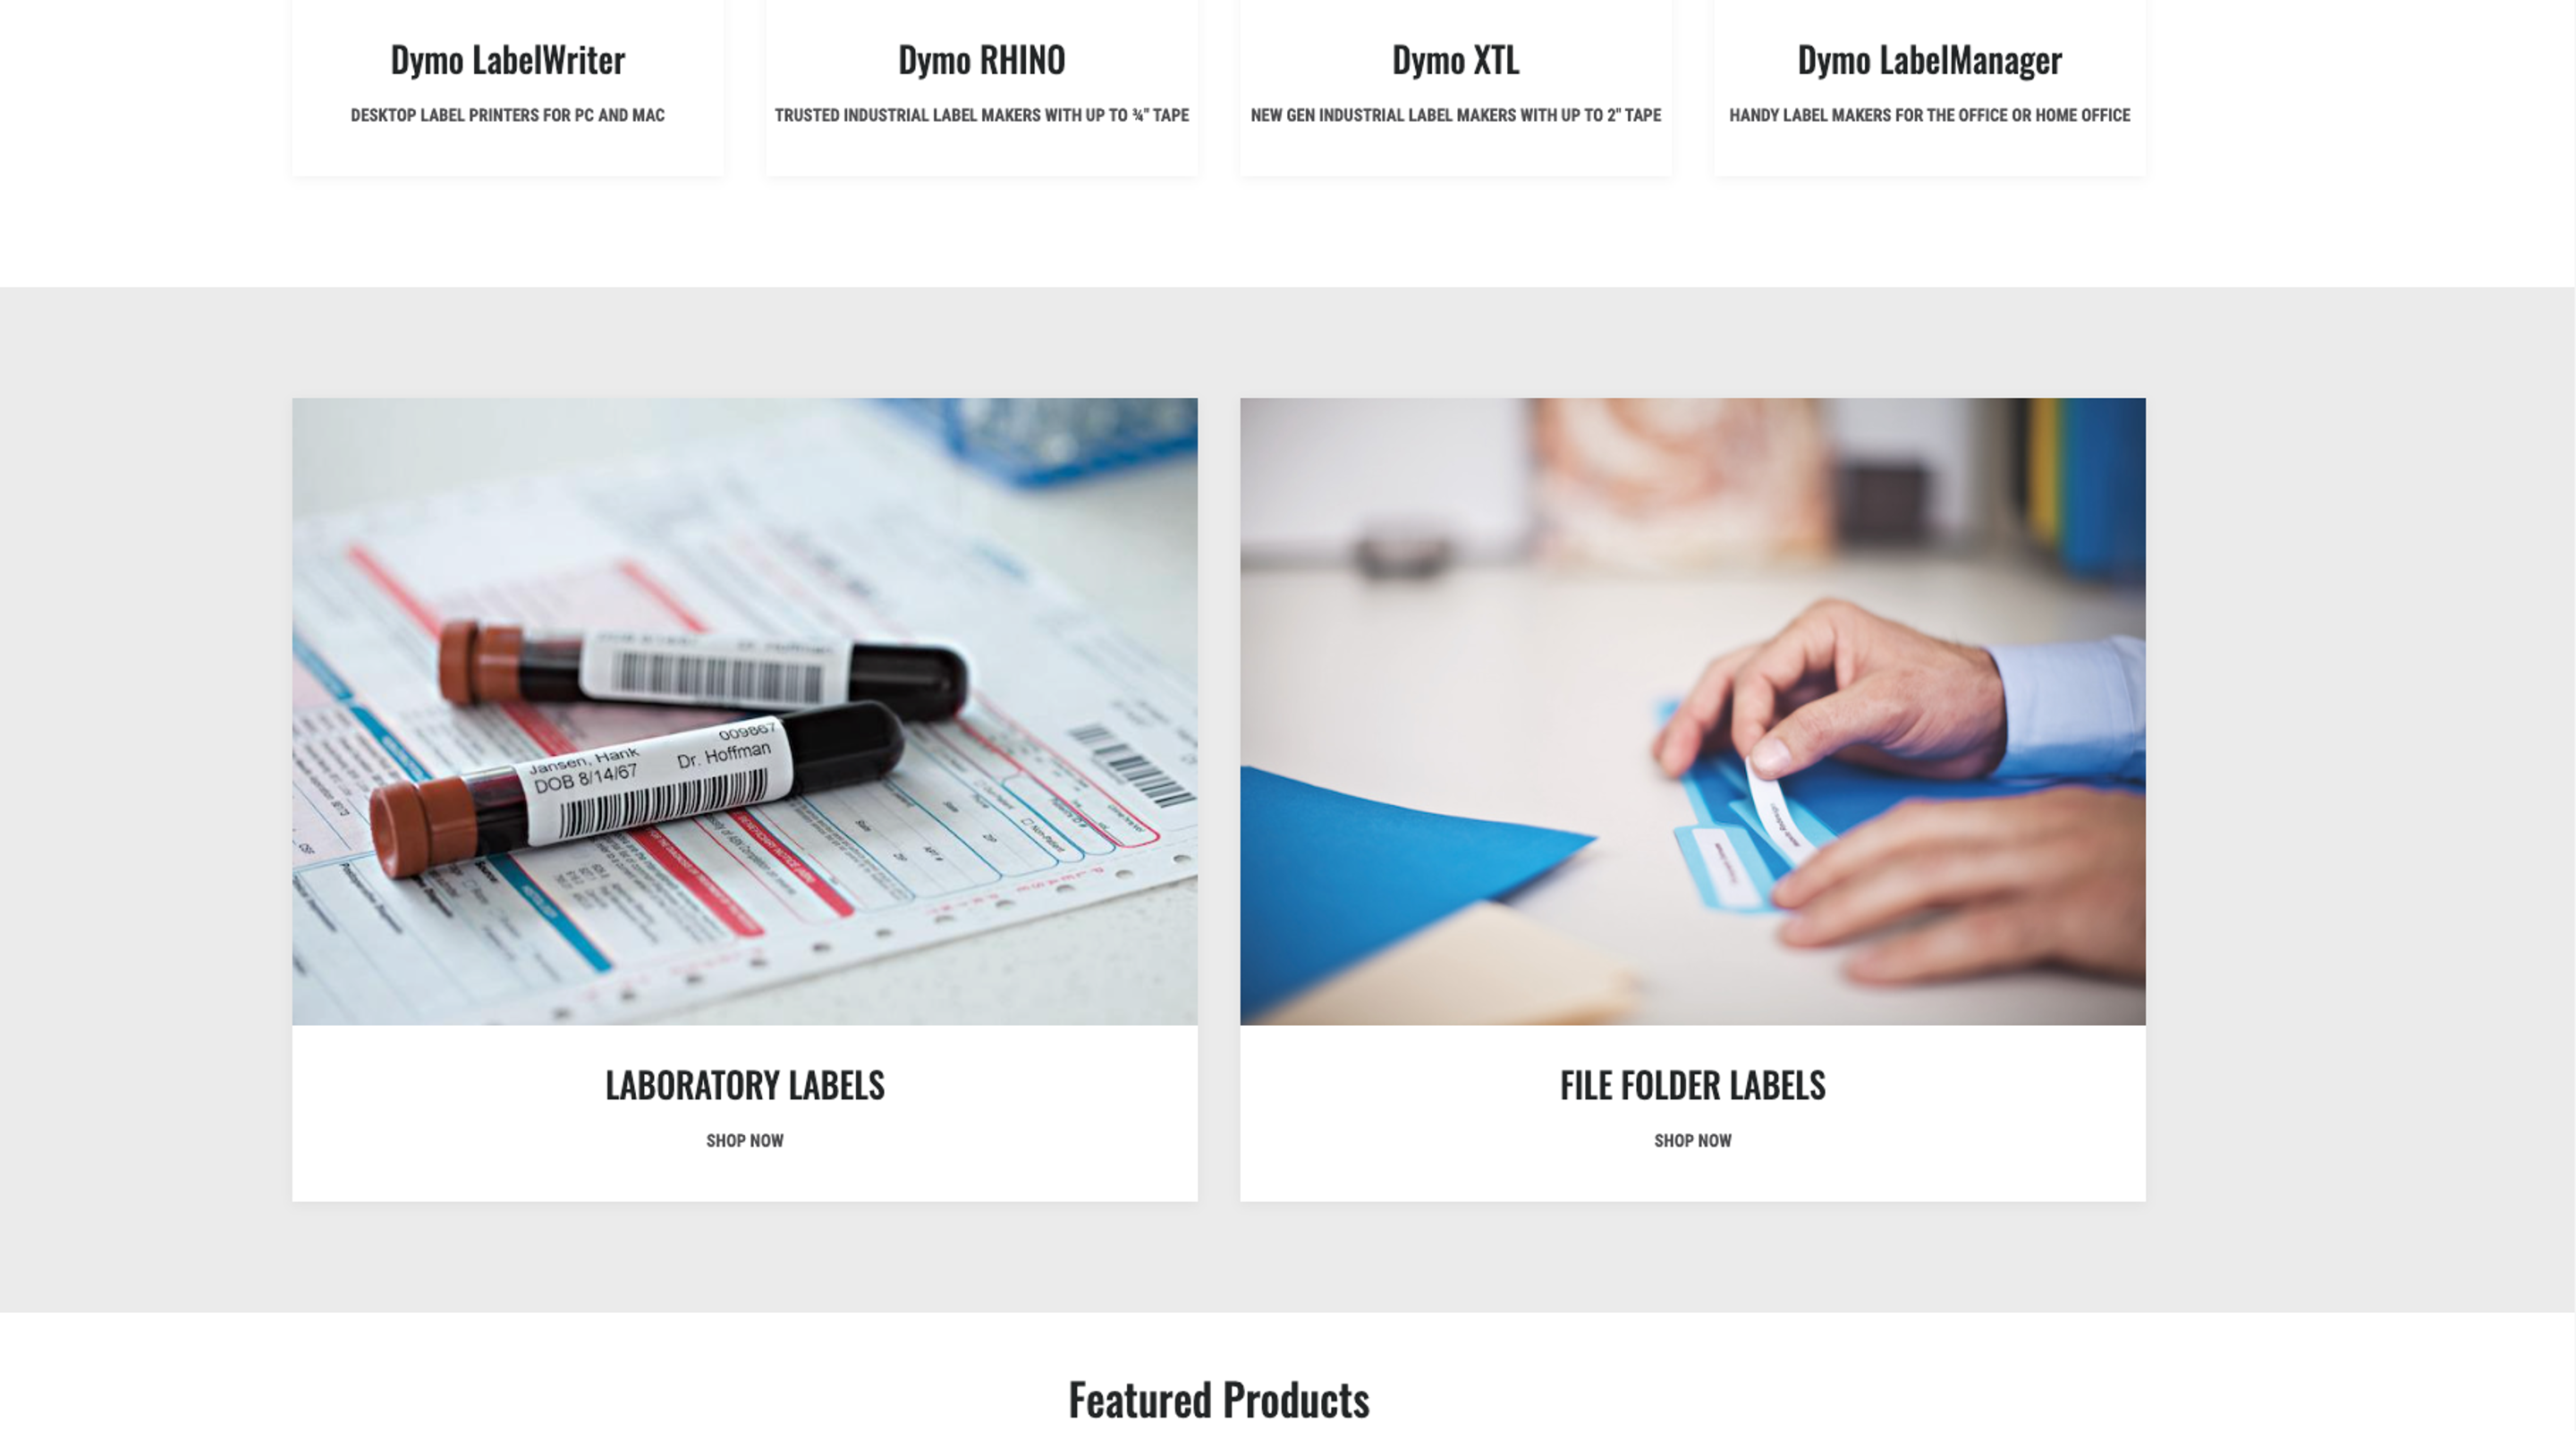 Dymo LabelWriter
DESKTOP LABEL PRINTERS FOR PC AND MAC
Dymo RHINO
TRUSTED INDUSTRIAL LABEL MAKERS WITH UP TO ¾" TAPE
Dymo XTL
NEW GEN INDUSTRIAL LABEL MAKERS WITH UP TO 2" TAPE
Dymo LabelManager
HANDY LABEL MAKERS FOR THE OFFICE OR HOME OFFICE
Jansen, Hank 009867
DOB 8/14/67 Dr. Hoffman
LABORATORY LABELS
SHOP NOW
FILE FOLDER LABELS
SHOP NOW
Featured Products